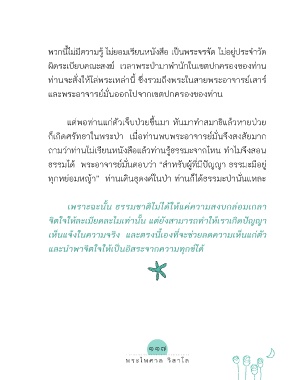 พวกนี้ไม่มีความรู้ ไม่ยอมเรียนหนังสือ เป็นพระจรจัด ไม่อยู่ประจำวัด
ผิดระเบียบคณะสงฆ์ เวลาพระป่ามาพำนักในเขตปกครองของท่าน
ท่านจะสั่งให้ไล่พระเหล่านี้ ซึ่งรวมถึงพระในสายพระอาจารย์เสาร์
และพระอาจารย์มั่นออกไปจากเขตปกครองของท่าน
แต่พอท่านแก่ตัวเจ็บป่วยขึ้นมา หันมาทำสมาธิแล้วหายป่วย
ก็เกิดศรัทธาในพระป่า เมื่อท่านพบพระอาจารย์มั่นจึงสงสัยมาก
ถามว่าท่านไม่เรียนหนังสือแล้วท่านรู้ธรรมะจากไหน ทำไมจึงสอน
ธรรมได้ พระอาจารย์มั่นตอบว่า “สำหรับผู้ที่มีปัญญา ธรรมะมีอยู่
ทุกหย่อมหญ้า” ท่านเดินธุดงค์ในป่า ท่านก็ได้ธรรมะป่านั่นแหละ
เพราะฉะนั้น ธรรมชาติไม่ได้ให้แค่ความสงบกล่อมเกลา
จิตใจให้ละเมียดละไมเท่านั้น แต่ยังสามารถทำให้เราเกิดปัญญา
เห็นแจ้งในความจริง และตรงนี้เองที่จะช่วยลดความเห็นแก่ตัว
และนำพาจิตใจให้เป็นอิสระจากความทุกข์ได้
๑๑๗
พระไพศาล วิสาโล